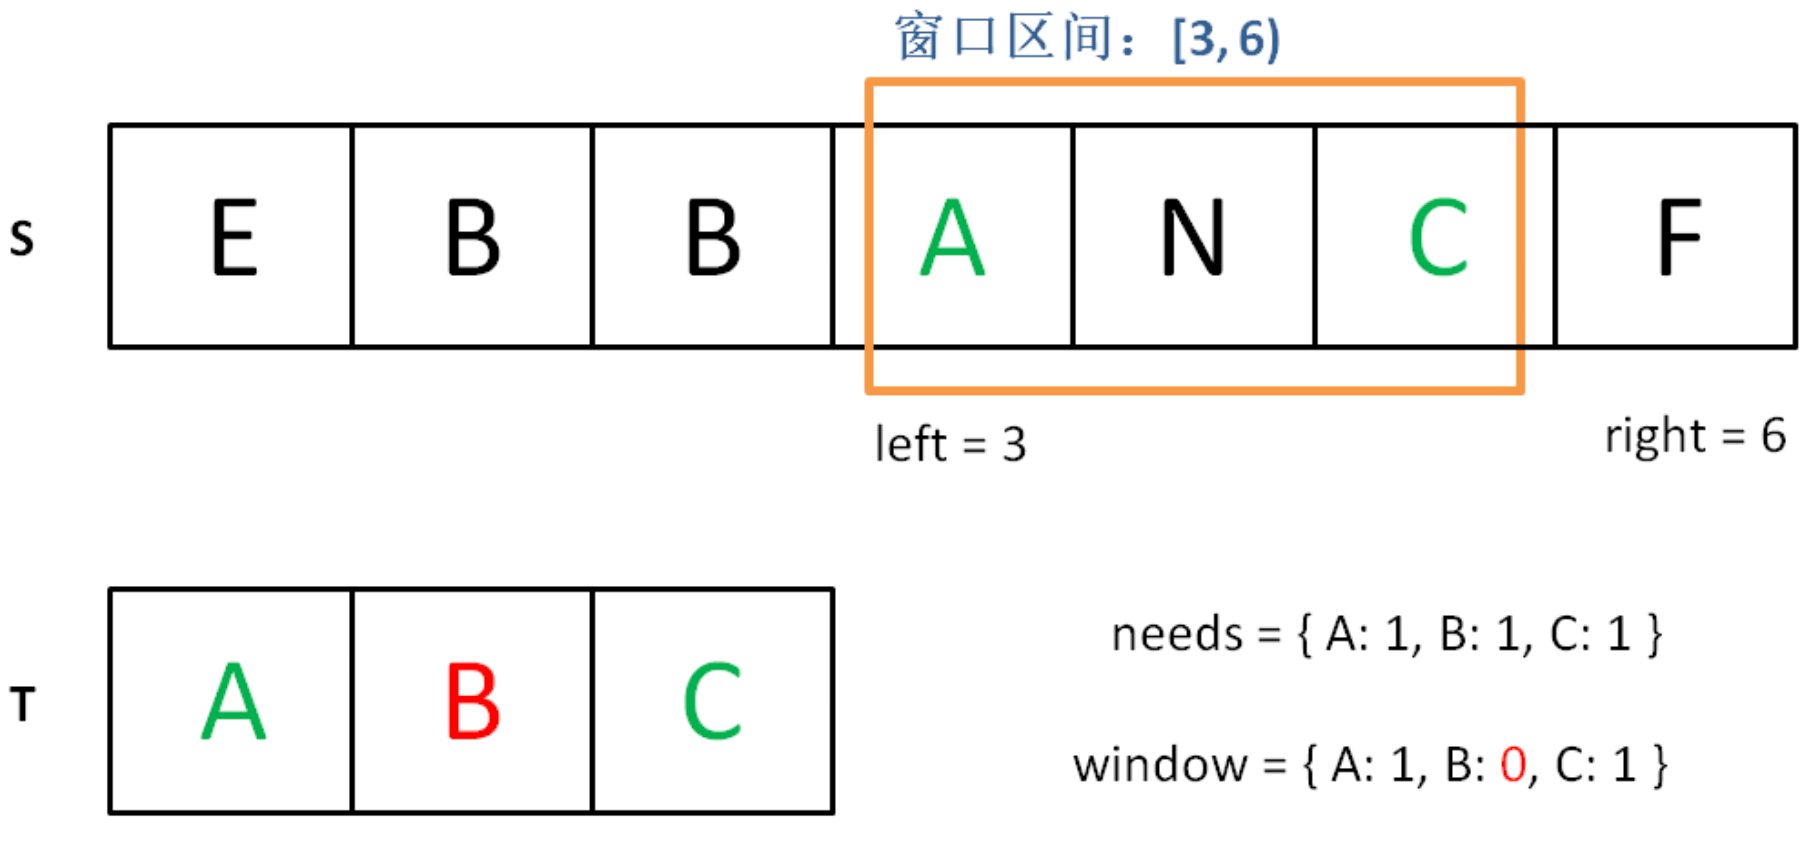 窗口区间：[3, 6)
S E B B A N C F
left = 3 right = 6
T A B C
needs = { A: 1, B: 1, C: 1 }
window = { A: 1, B: 0, C: 1 }